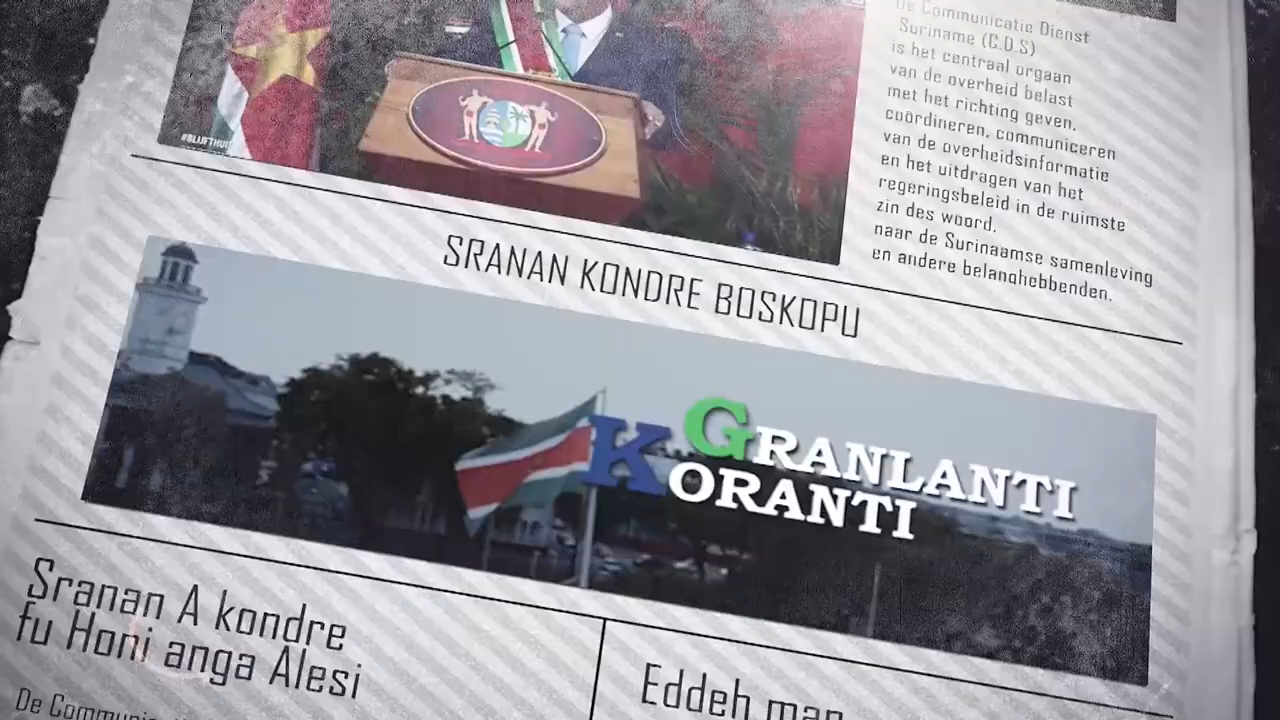 De Communicatie Dienst
Suriname (C.D.S)
is het centraal orgaan
van de overheid belast
met het richting geven,
coördineren, communiceren
van de overheidsinformatie
en het uitdragen van het
regeringsbeleid in de ruimste
zin des woord,
naar de Surinaamse samenleving
en andere belanghebbenden.
SRANAN KONDRE BOSKOPU
GRANLANTI
KORANTI
Sranan A kondre
fu Honi anga Alesi
De
Eddeh man